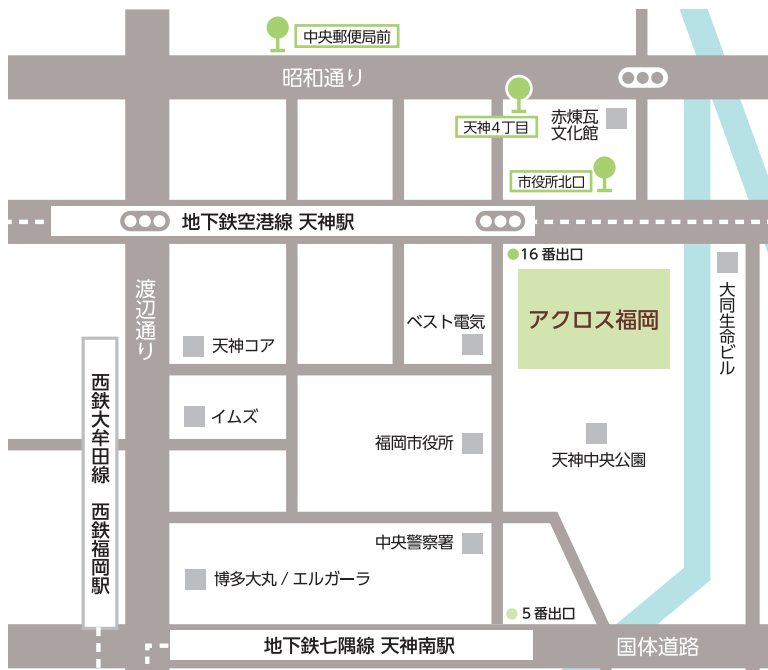 中央郵便局前
昭和通り
天神4丁目
赤煉瓦
文化館
市役所北口
地下鉄空港線 天神駅
16番出口
渡辺通り
アクロス福岡
大同生命ビル
ベスト電気
天神コア
西鉄大牟田線 西鉄福岡駅
イムズ
福岡市役所
天神中央公園
中央警察署
博多大丸 / エルガーラ
5番出口
地下鉄七隈線 天神南駅
国体道路